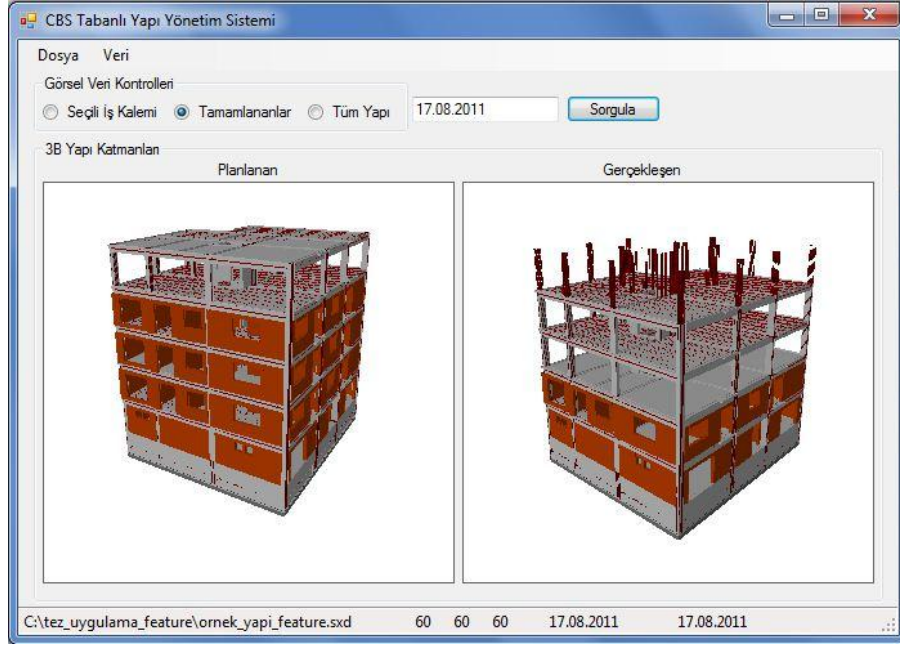 CBS Tabanlı Yapı Yönetim Sistemi
Dosya Veri
Görsel Veri Kontrolleri
Seçili İş Kalemi Tamamlananlar Tüm Yapı 17.08.2011 Sorgula
3B Yapı Katmanları
Planlanan Gerçekleşen
C:\tez_uygulama_feature\ornek_yapi_feature.sxd 60 60 60 17.08.2011 17.08.2011